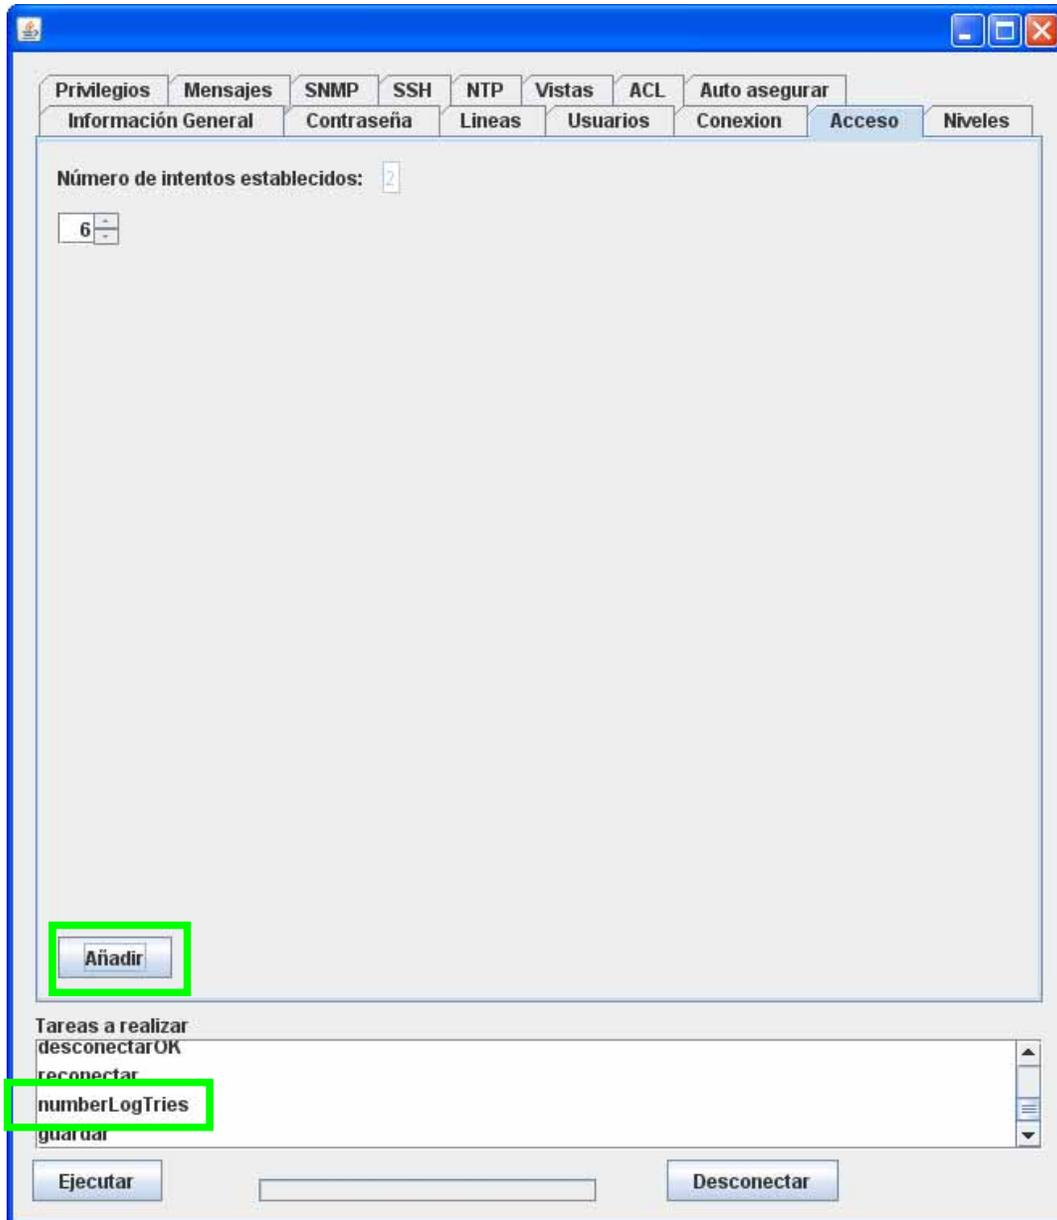 Privilegios Mensajes SNMP SSH NTP Vistas ACL Auto asegurar
Información General Contraseña Lineas Usuarios Conexion Acceso Niveles
Número de intentos establecidos: 2
6
Añadir
Tareas a realizar
desconectarOK
reconectar
numberLogTries
guardar
Ejecutar Desconectar